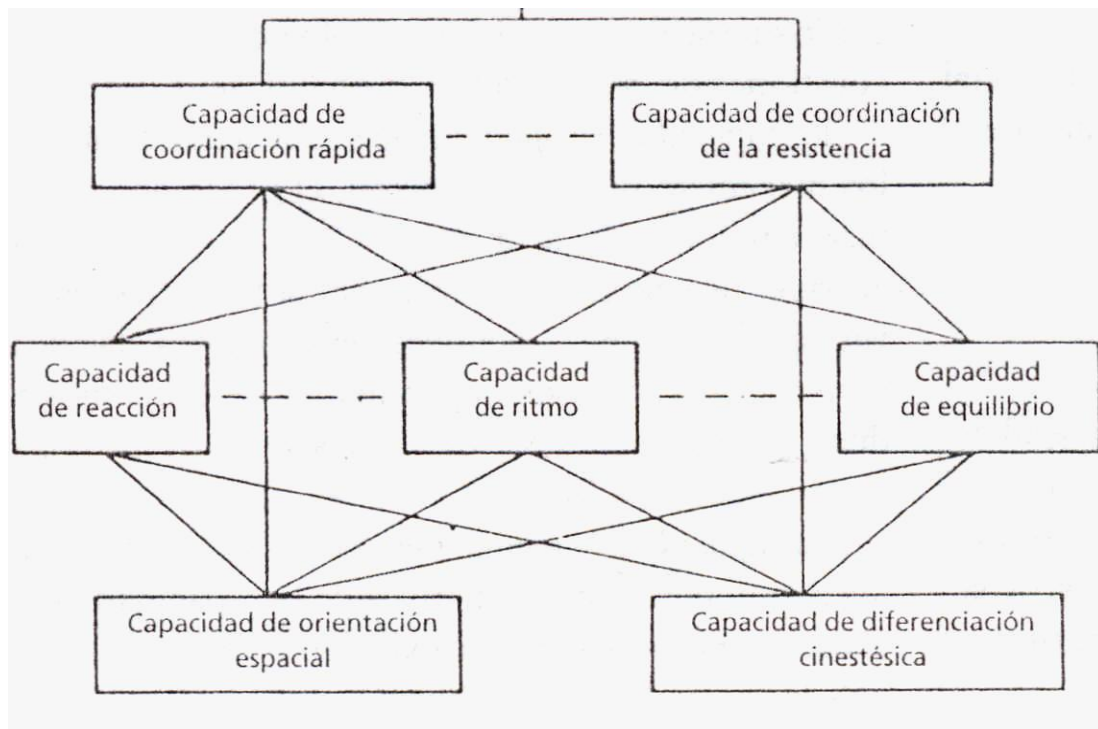 Capacidad de
coordinación rápida
Capacidad de coordinación
de la resistencia
Capacidad
de reacción
Capacidad
de ritmo
Capacidad
de equilibrio
Capacidad de orientación
espacial
Capacidad de diferenciación
cinestésica